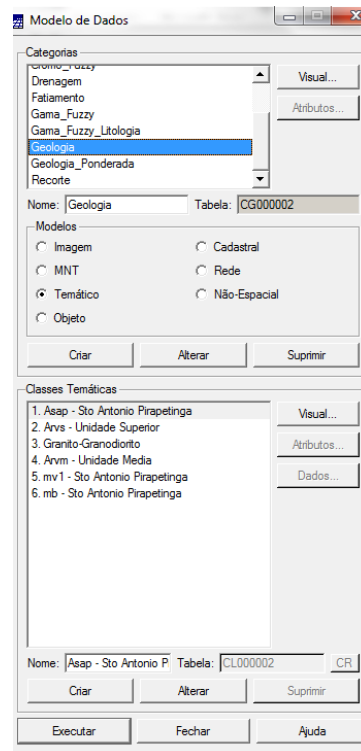 Modelo de Dados
Categorias
Cromo_Fuzzy
Drenagem
Fatiamento
Gama_Fuzzy
Gama_Fuzzy_Litologia
Geologia
Geologia_Ponderada
Recorte
Visual...
Atributos...
Nome: Geologia Tabela: CG000002
Modelos
Imagem Cadastral
MNT Rede
Temático Não-Espacial
Objeto
Criar Alterar Suprimir
Classes Temáticas
1. Asap - Sto Antonio Pirapetinga
2. Arvs - Unidade Superior
3. Granito-Granodiorito
4. Arvm - Unidade Media
5. mv1 - Sto Antonio Pirapetinga
6. mb - Sto Antonio Pirapetinga
Visual...
Atributos...
Dados...
Nome: Asap - Sto Antonio P Tabela: CL000002 CR
Criar Alterar Suprimir
Executar Fechar Ajuda